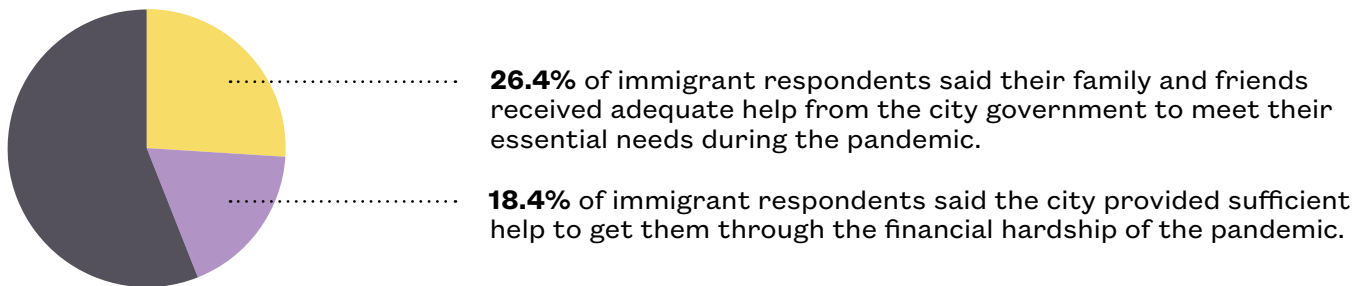 26.4% of immigrant respondents said their family and friends
received adequate help from the city government to meet their
essential needs during the pandemic.
18.4% of immigrant respondents said the city provided sufficient
help to get them through the financial hardship of the pandemic.